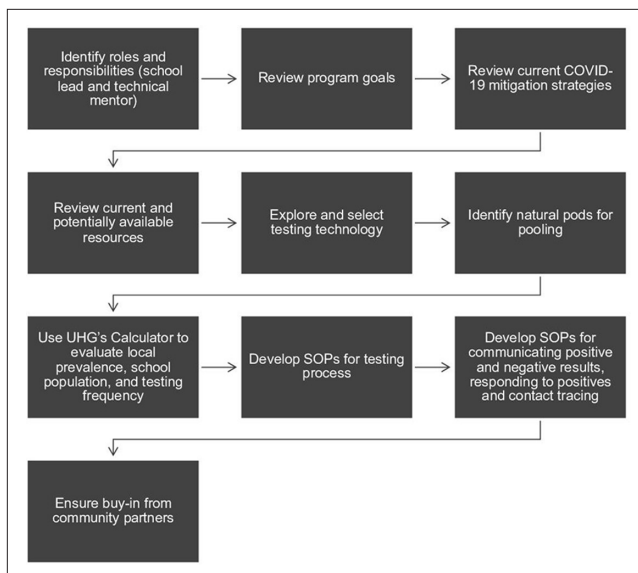 Identify roles and
responsibilities (school
lead and technical
mentor)
Review program goals
Review current COVID-
19 mitigation strategies
Review current and
potentially available
resources
Explore and select
testing technology
Identify natural pods for
pooling
Use UHG's Calculator to
evaluate local
prevalence, school
population, and testing
frequency
Develop SOPs for testing
process
Develop SOPs for
communicating positive
and negative results,
responding to positives
and contact tracing
Ensure buy-in from
community partners